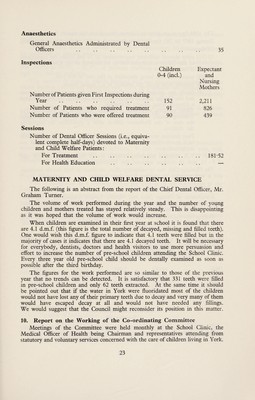 Anaesthetics
General Anaesthetics Administrated by Dental
Officers .. .. .. .. .. .. .. 35
Inspections
Children Expectant
0-4 (incl.) and
Nursing
Mothers
Number of Patients given First Inspections during
Year .. .. .. .. .. 152 2,211
Number of Patients who required treatment 91 926
Number of Patients who were offered treatment 90 459
Sessions
Number of Dental Officer Sessions (i.e., equiva-
lent complete half-days) devoted to Maternity
and Child Welfare Patients:
For Treatment .. .. .. .. .. .. 181·52
For Health Education .. .. .. .. .. —
MATERNITY AND CHILD WELFARE DENTAL SERVICE
The following is an abstract from the report of the Chief Dental Officer, Mr.
Graham Turner.
The volume of work performed during the year and the number of young
children and mothers treated has stayed relatively steady. This is disappointing
as it was hoped that the volume of work would increase.
When children are examined in their first year at school it is found that there
are 4.1 d.m.f. (this figure is the total number of decayed, missing and filled teeth).
One would wish this d.m.f. figure to indicate that 4.1 teeth were filled but in the
majority of cases it indicates that there are 4.1 decayed teeth. It will be necessary
for everybody, dentists, doctors and health visitors to use more persuasion and
effort to increase the number of pre-school children attending the School Clinic.
Every three year old pre-school child should be dentally examined as soon as
possible after the third birthday.
The figures for the work performed are so similar to those of the previous
year that no trends can be detected. It is satisfactory that 331 teeth were filled
in pre-school children and only 62 teeth extracted. At the same time it should
be pointed out that if the water in York were fluoridated most of the children
would not have lost any of their primary teeth due to decay and very many of them
would have escaped decay at all and would not have needed any fillings.
We would suggest that the Council might reconsider its position in this matter.
10. Report on the Working of the Co-ordinating Committee
Meetings of the Committee were held monthly at the School Clinic, the
Medical Officer of Health being Chairman and representatives attending from
statutory and voluntary services concerned with the care of children living in York.
23